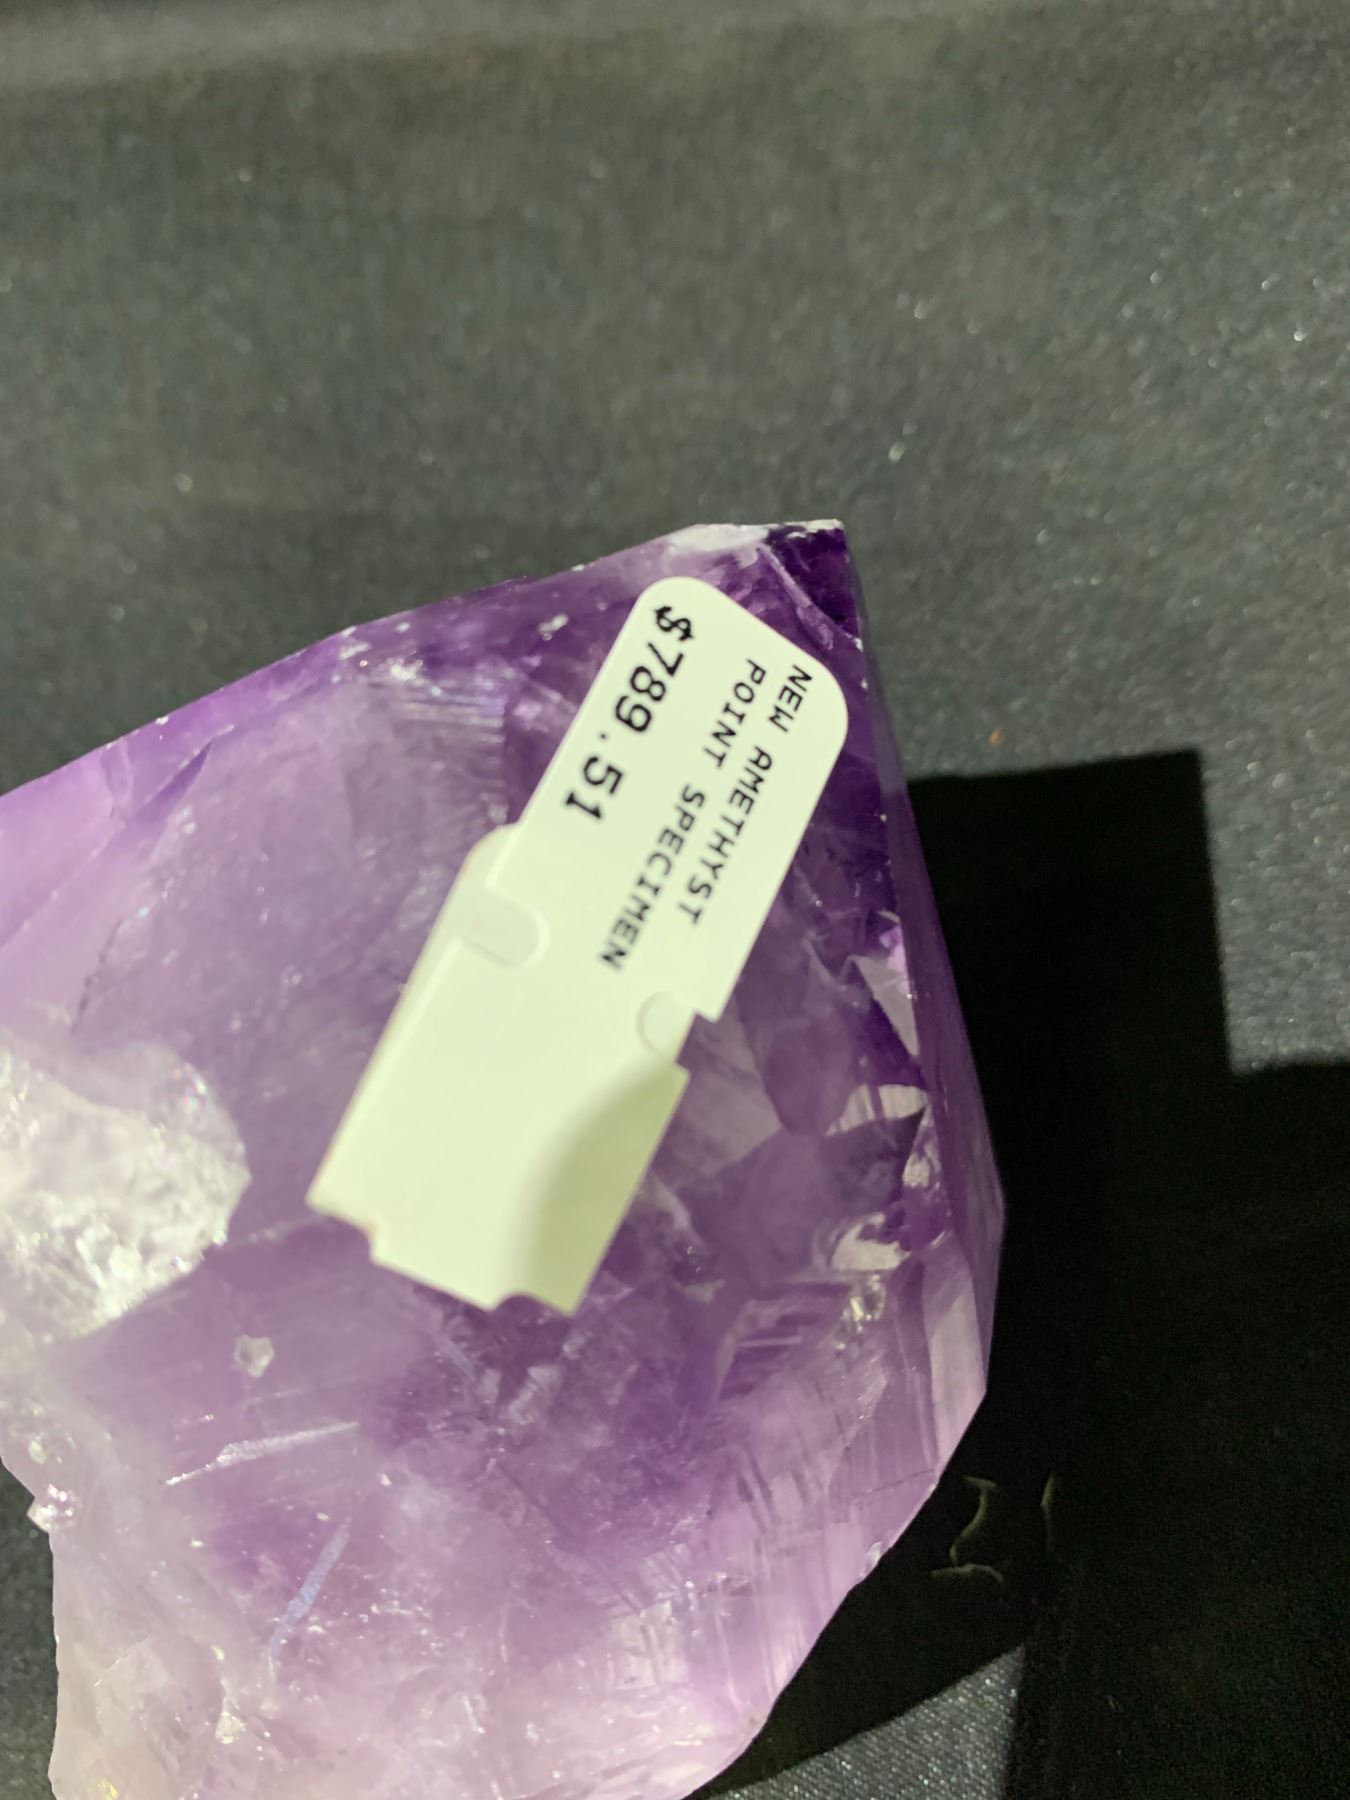 NEW AMETHYST
POINT SPECIMEN
$789.51